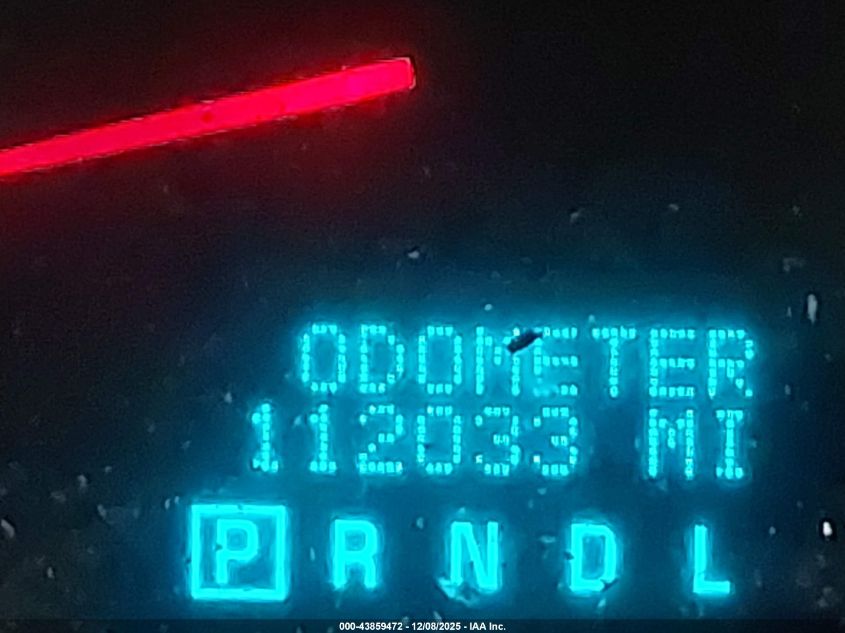 ODOMETER
112033 MI
P R N D L
000-43859472 - 12/08/2025 - IAA Inc.